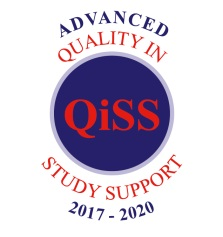 ADVANCED
QUALITY IN
QiSS
STUDY SUPPORT
2017 - 2020